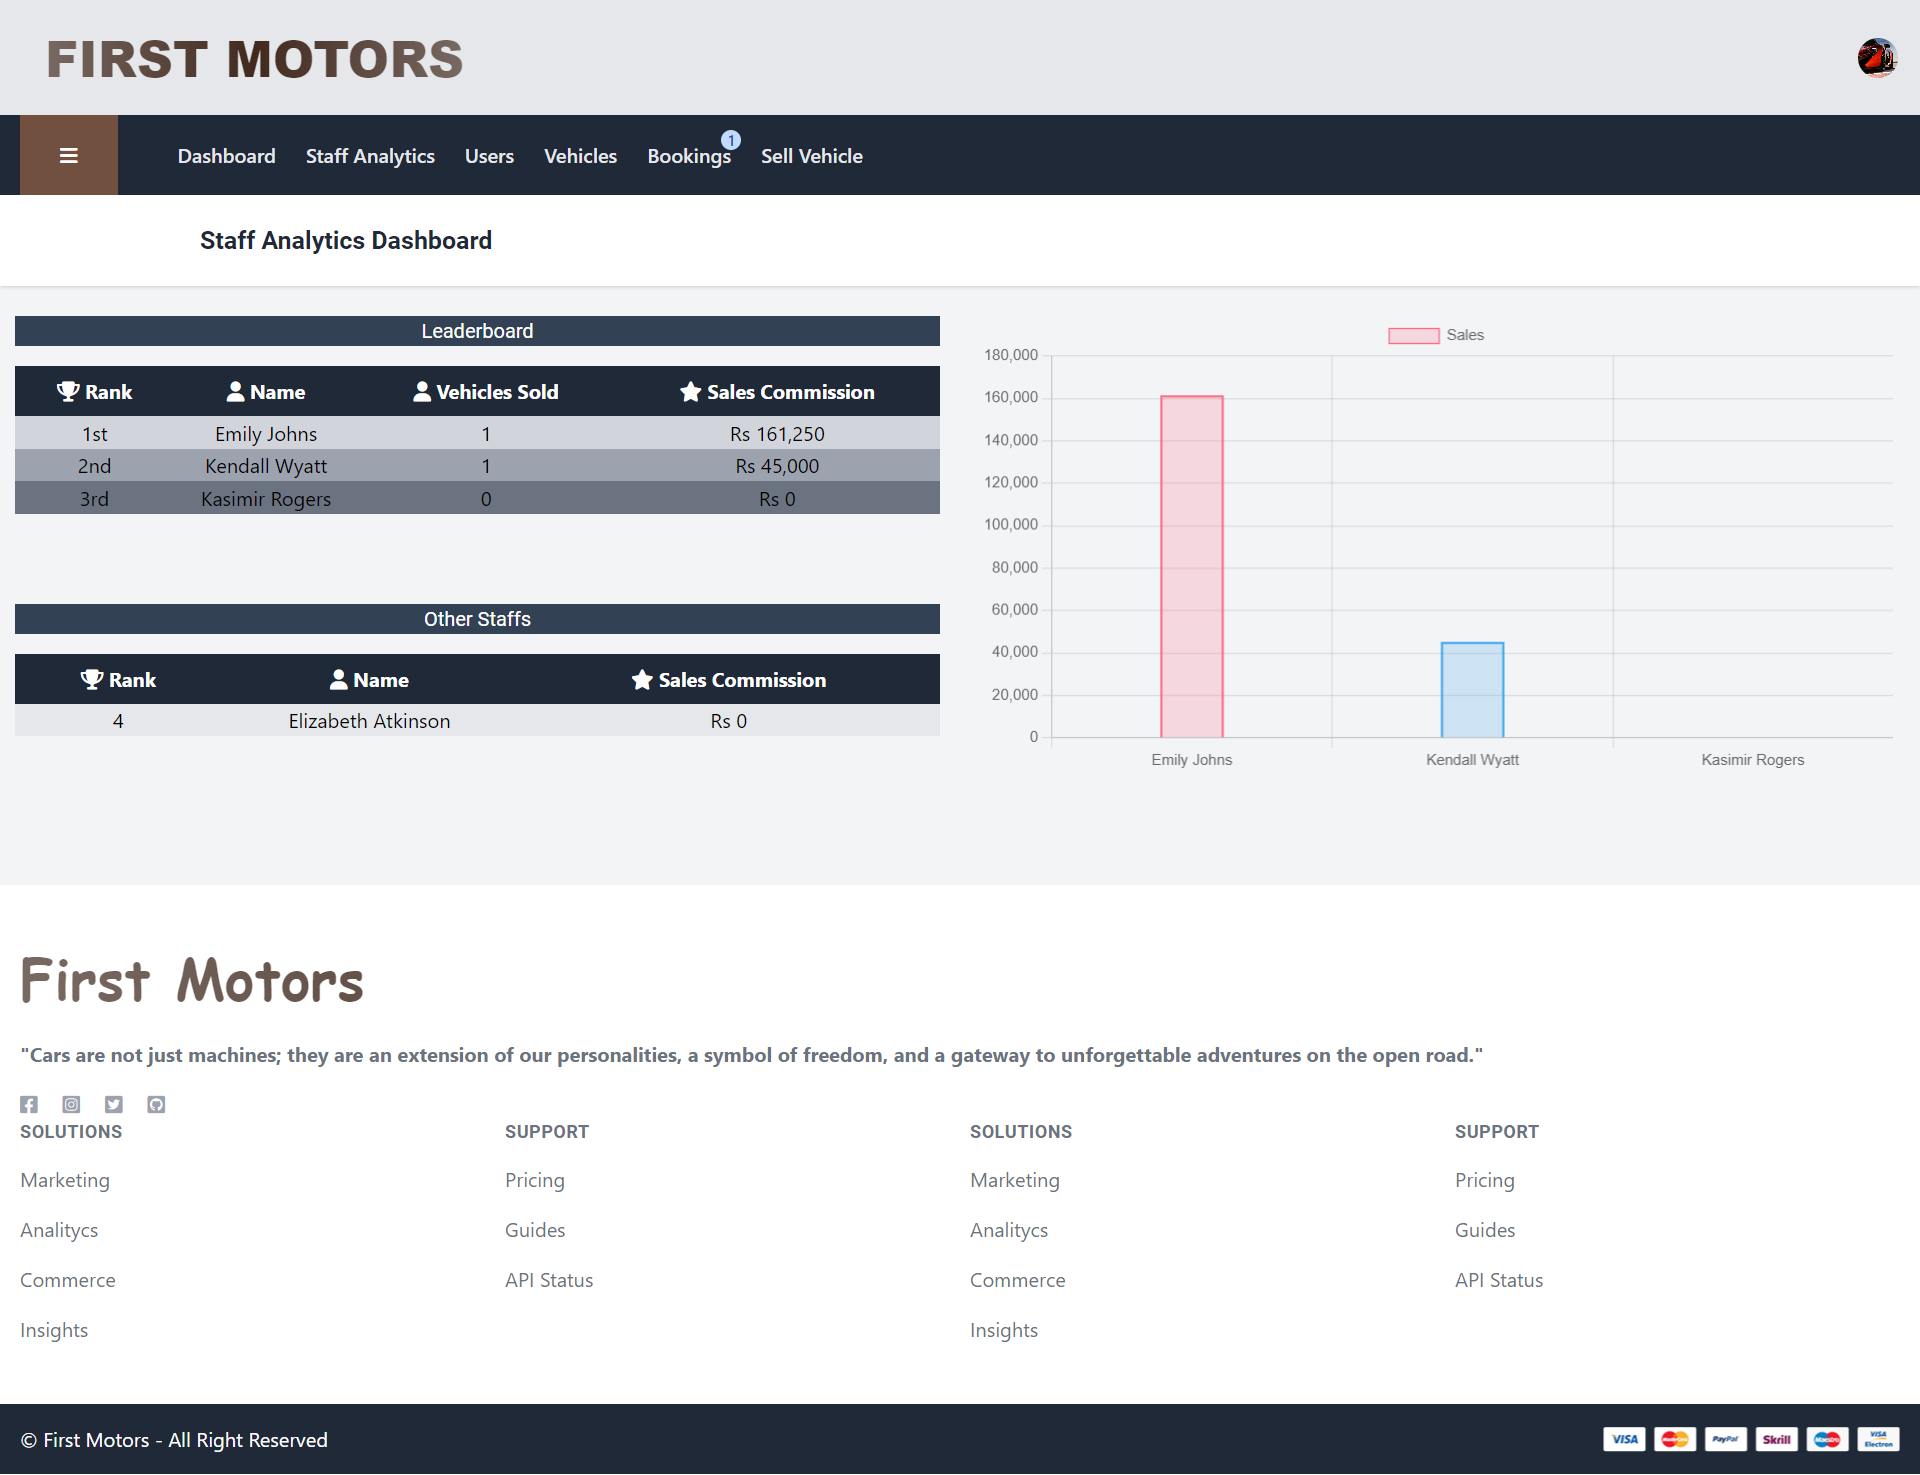 FIRST MOTORS
Dashboard Staff Analytics Users Vehicles Bookings 1 Sell Vehicle
Staff Analytics Dashboard
Leaderboard
Rank Name Vehicles Sold Sales Commission
1st Emily Johns 1 Rs 161,250
2nd Kendall Wyatt 1 Rs 45,000
3rd Kasimir Rogers 0 Rs 0
Other Staffs
Rank Name Sales Commission
4 Elizabeth Atkinson Rs 0
Sales
180,000
160,000
140,000
120,000
100,000
80,000
60,000
40,000
20,000
0
Emily Johns Kendall Wyatt Kasimir Rogers
First Motors
"Cars are not just machines; they are an extension of our personalities, a symbol of freedom, and a gateway to unforgettable adventures on the open road."
SOLUTIONS
Marketing
Analitycs
Commerce
Insights
SUPPORT
Pricing
Guides
API Status
SOLUTIONS
Marketing
Analitycs
Commerce
Insights
SUPPORT
Pricing
Guides
API Status
© First Motors - All Right Reserved
VISA MasterCard PayPal Skrill Maestro VISA Electron